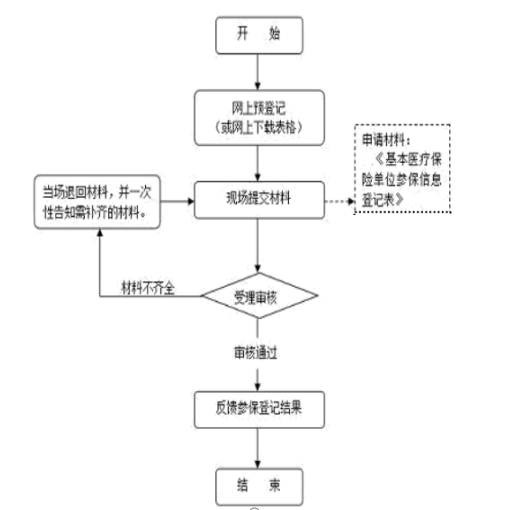 开 始
网上预登记
（或网上下载表格）
申请材料：
《基本医疗保
险单位参保信息
登记表》
当场退回材料，并一次
性告知需补齐的材料。
现场提交材料
材料不齐全
受理审核
审核通过
反馈参保登记结果
结 束